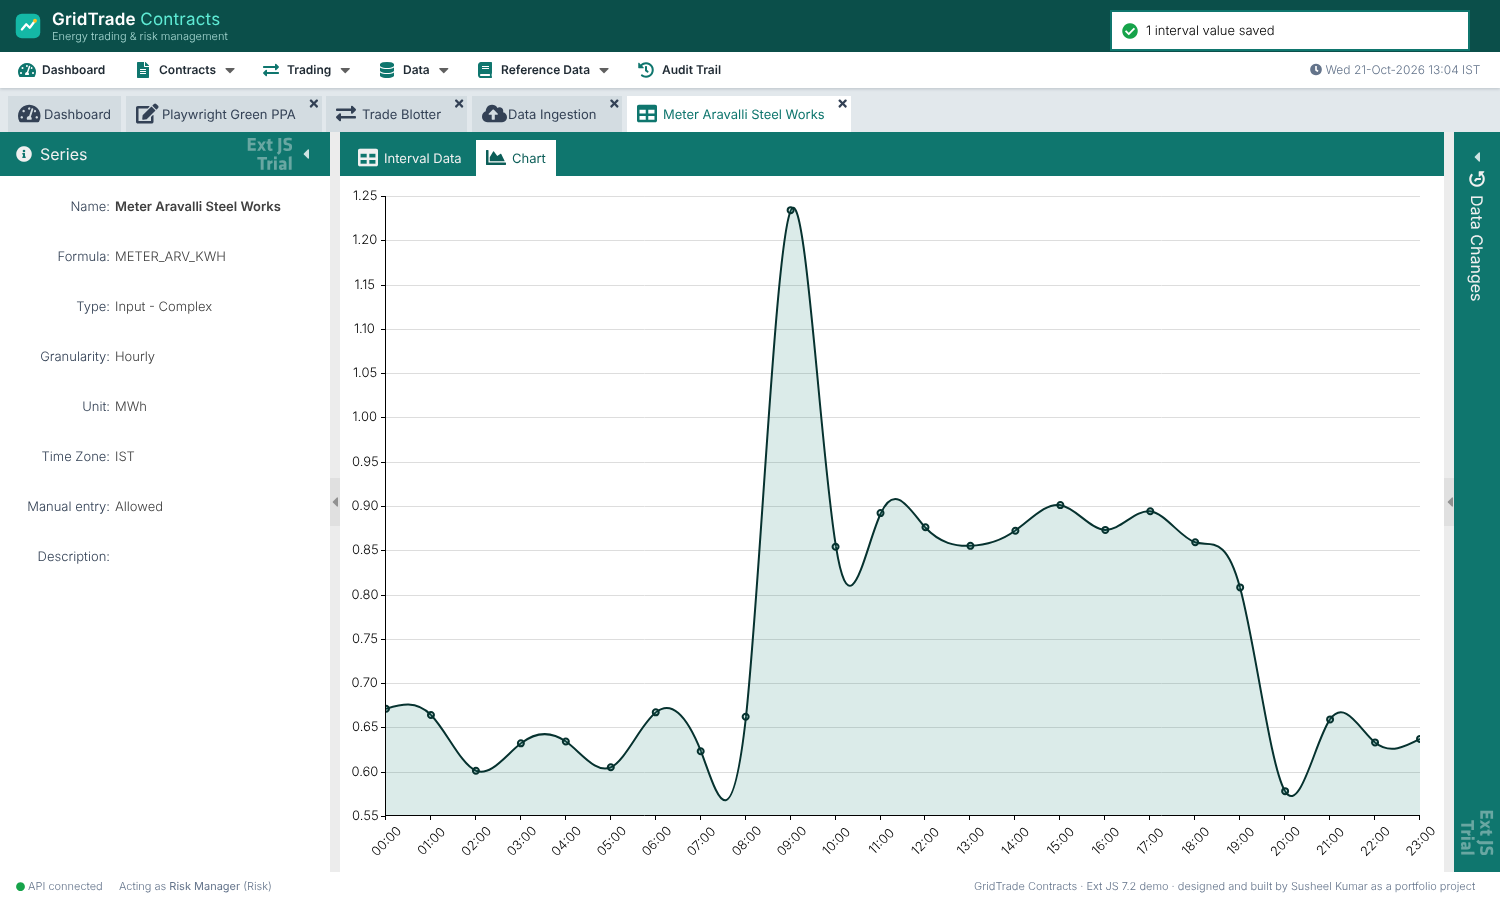 GridTrade Contracts
Energy trading & risk management
1 interval value saved
Dashboard
Contracts
Trading
Data
Reference Data
Audit Trail
Wed 21-Oct-2026 13:04 IST
Dashboard
Playwright Green PPA
Trade Blotter
Data Ingestion
Meter Aravalli Steel Works
Series
Ext JS
Trial
Name: Meter Aravalli Steel Works
Formula: METER_ARV_KWH
Type: Input - Complex
Granularity: Hourly
Unit: MWh
Time Zone: IST
Manual entry: Allowed
Description:
Interval Data
Chart
1.25
1.20
1.15
1.10
1.05
1.00
0.95
0.90
0.85
0.80
0.75
0.70
0.65
0.60
0.55
00:00 01:00 02:00 03:00 04:00 05:00 06:00 07:00 08:00 09:00 10:00 11:00 12:00 13:00 14:00 15:00 16:00 17:00 18:00 19:00 20:00 21:00 22:00 23:00
Data Changes
Ext JS
Trial
API connected
Acting as Risk Manager (Risk)
GridTrade Contracts · Ext JS 7.2 demo · designed and built by Susheel Kumar as a portfolio project